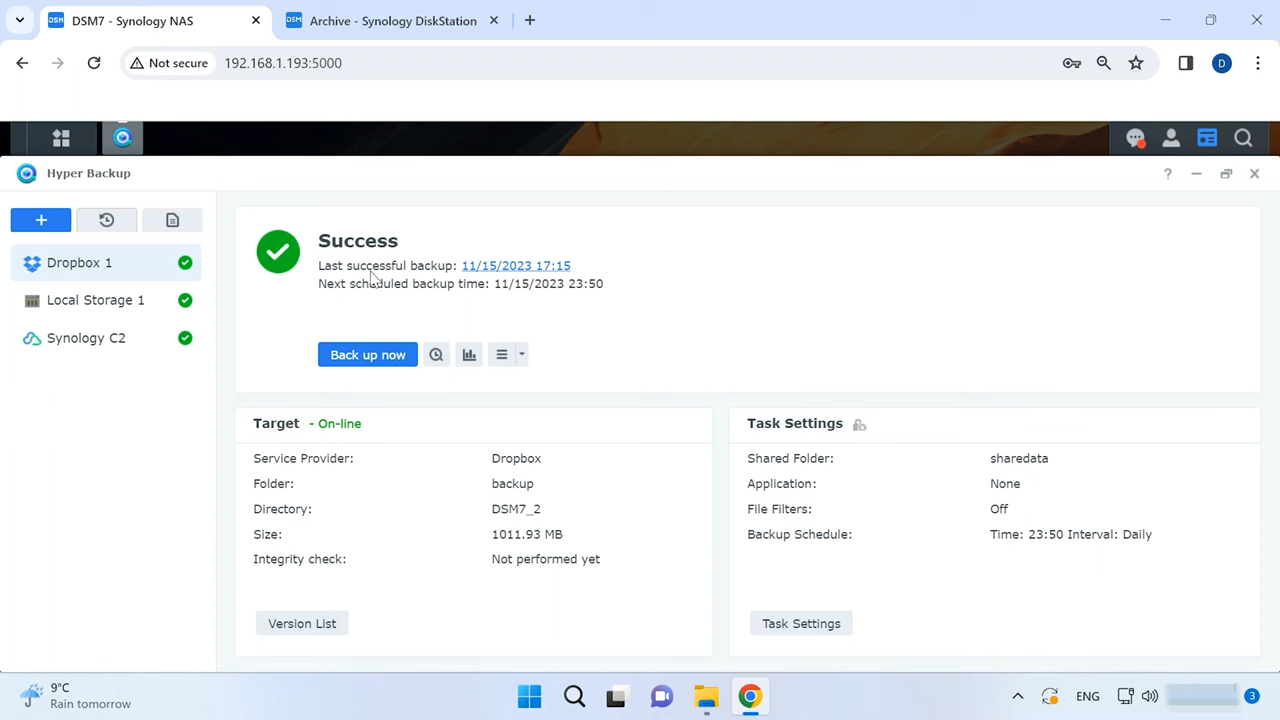 DSM7 - Synology NAS
Archive - Synology DiskStation
Not secure
192.168.1.193:5000
D
Hyper Backup
Dropbox 1
Local Storage 1
Synology C2
Success
Last successful backup: 11/15/2023 17:15
Next scheduled backup time: 11/15/2023 23:50
Back up now
Target - On-line
Service Provider: Dropbox
Folder: backup
Directory: DSM7_2
Size: 1011.93 MB
Integrity check: Not performed yet
Version List
Task Settings
Shared Folder: sharedata
Application: None
File Filters: Off
Backup Schedule: Time: 23:50 Interval: Daily
Task Settings
9°C
Rain tomorrow
ENG
3